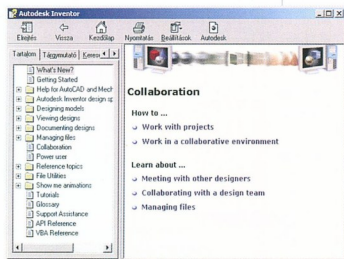 Autodesk Inventor
Elrejtés Vissza Kezdőlap Nyomtatás Beállítások Autodesk
Tartalom Tárgymutató Keresé
What's New?
Getting Started
Help for AutoCAD and Mech
Autodesk Inventor design sp
Designing models
Viewing designs
Documenting designs
Managing files
Collaboration
Power user
Reference topics
File Utilities
Show me animations
Tutorials
Glossary
Support Assistance
API Reference
VBA Reference
Collaboration
How to ...
Work with projects
Work in a collaborative environment
Learn about ...
Meeting with other designers
Collaborating with a design team
Managing files